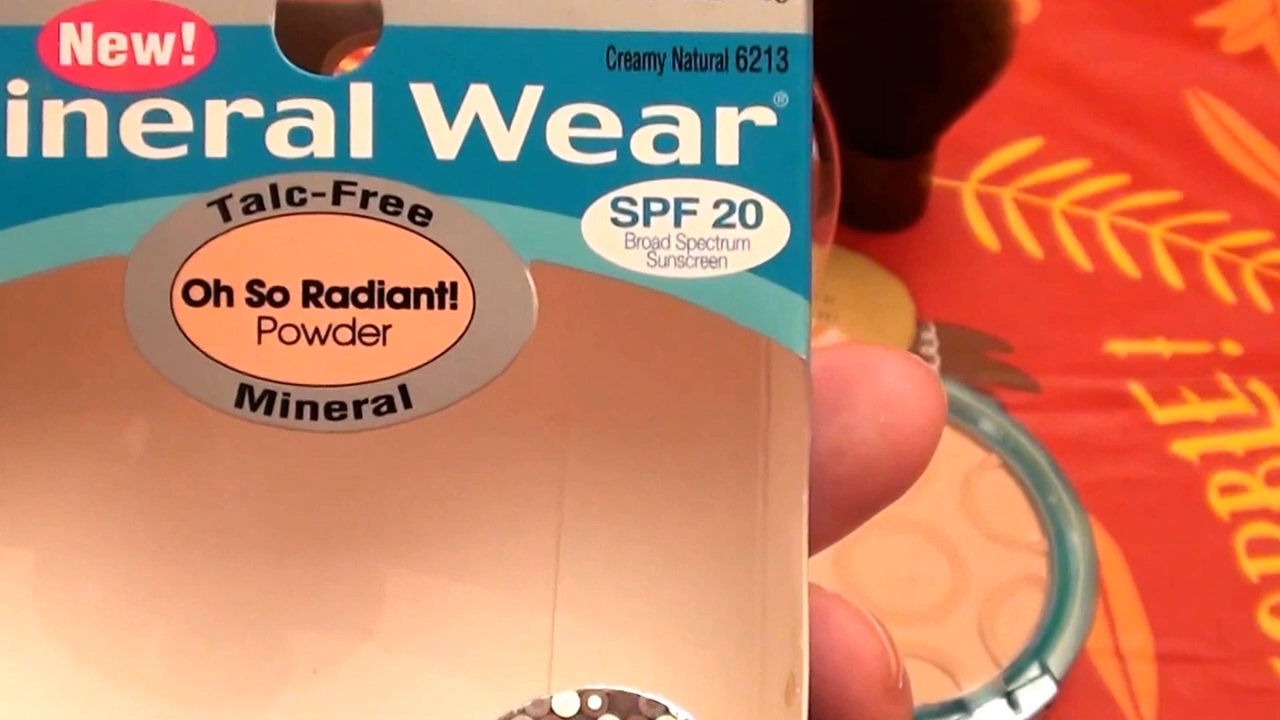 New!
Creamy Natural 6213
ineral Wear®
Talc-Free
SPF 20
Broad Spectrum
Sunscreen
Oh So Radiant!
Powder
Mineral